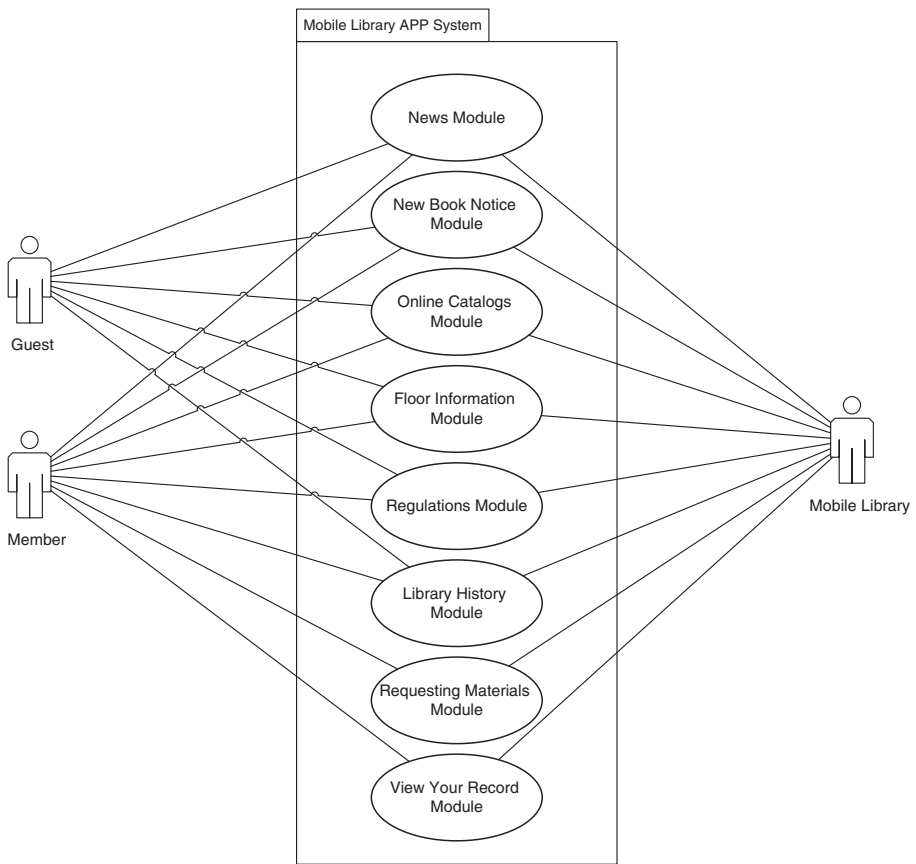 Mobile Library APP System
News Module
New Book Notice
Module
Online Catalogs
Module
Guest
Floor Information
Module
Regulations Module
Member
Mobile Library
Library History
Module
Requesting Materials
Module
View Your Record
Module